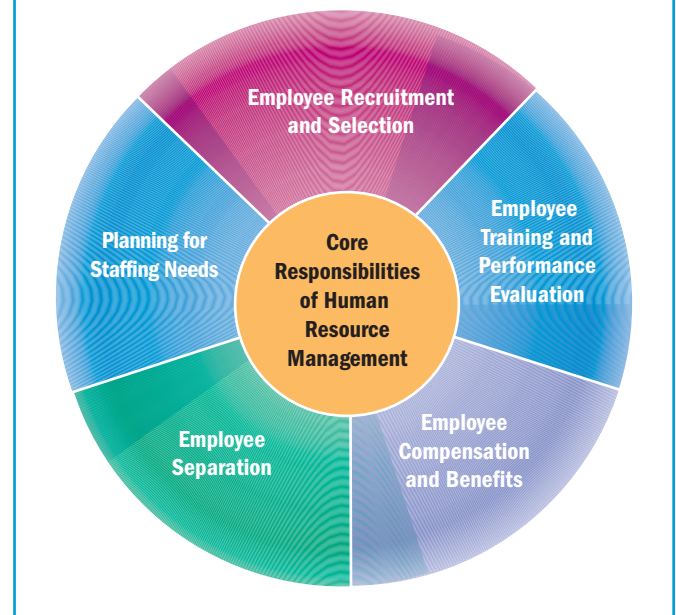 Employee Recruitment
and Selection
Employee
Training and
Performance
Evaluation
Employee
Compensation
and Benefits
Employee
Separation
Planning for
Staffing Needs
Core
Responsibilities
of Human
Resource
Management